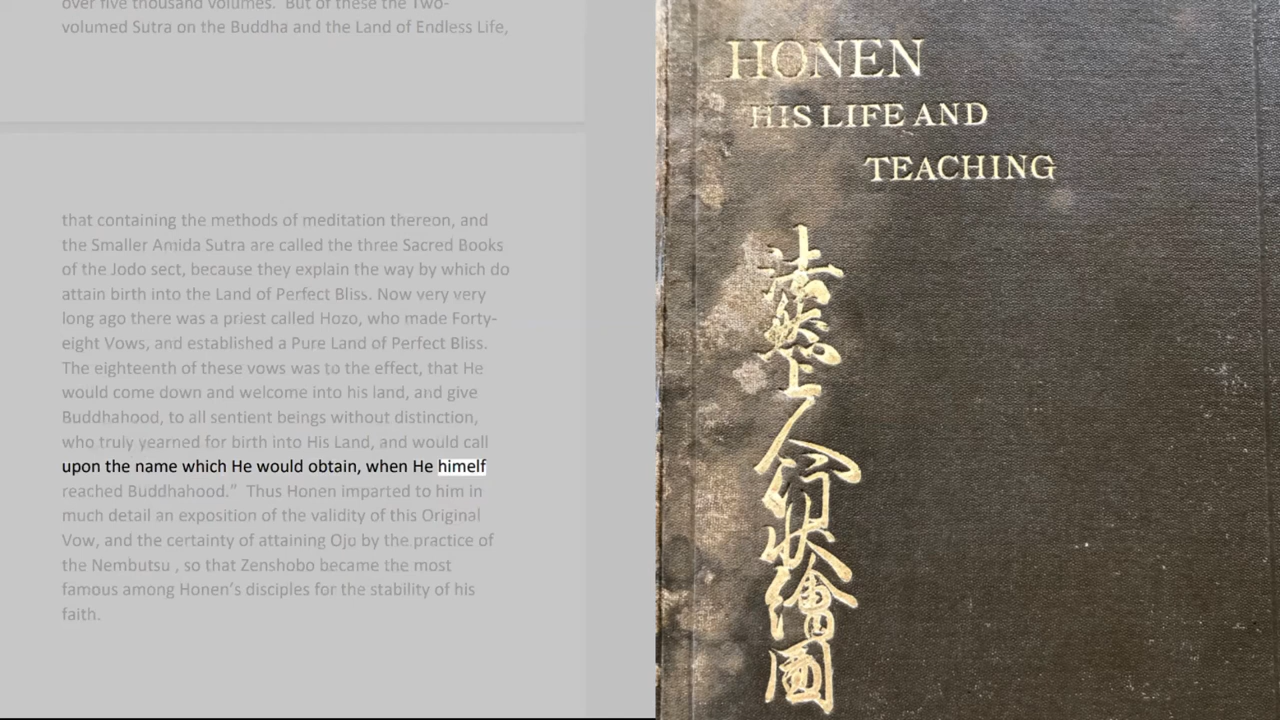 over five thousand volumes. But of these the Two-
volumed Sutra on the Buddha and the Land of Endless Life,
that containing the methods of meditation thereon, and
the Smaller Amida Sutra are called the three Sacred Books
of the Jodo sect, because they explain the way by which do
attain birth into the Land of Perfect Bliss. Now very very
long ago there was a priest called Hozo, who made Forty-
eight Vows, and established a Pure Land of Perfect Bliss.
The eighteenth of these vows was to the effect, that He
would come down and welcome into his land, and give
Buddhahood, to all sentient beings without distinction,
who truly yearned for birth into His Land, and would call
upon the name which He would obtain, when He himelf
reached Buddhahood.” Thus Honen imparted to him in
much detail an exposition of the validity of this Original
Vow, and the certainty of attaining Ojo by the practice of
the Nembutsu , so that Zenshobo became the most
famous among Honen’s disciples for the stability of his
faith.
HONEN
HIS LIFE AND
TEACHING
法然上人行状繪圖